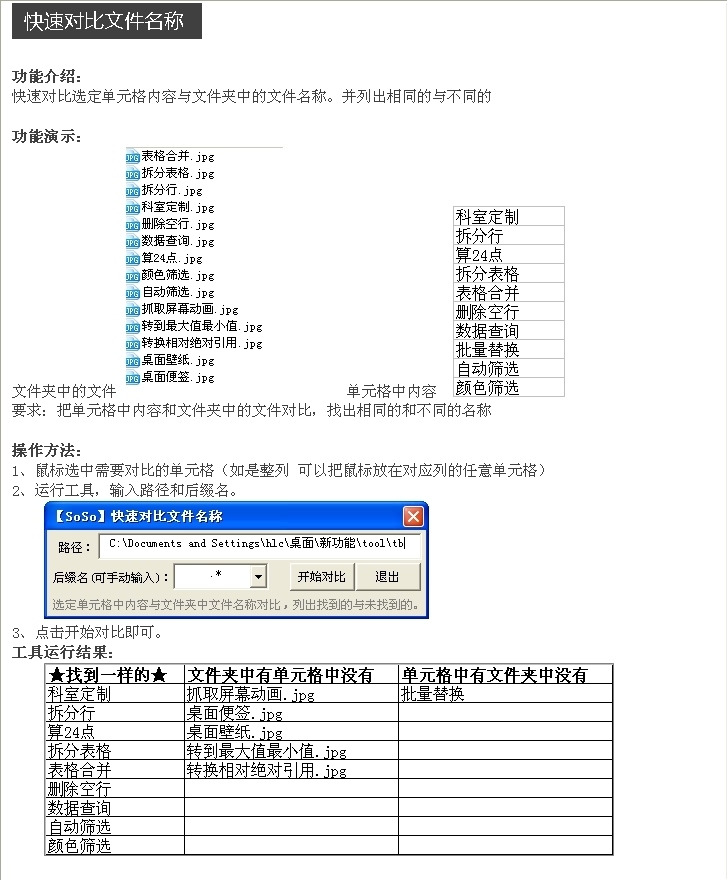 快速对比文件名称
功能介绍：
快速对比选定单元格内容与文件夹中的文件名称。并列出相同的与不同的
功能演示：
表格合并.jpg
拆分表格.jpg
拆分行.jpg
科室定制.jpg
删除空行.jpg
数据查询.jpg
算24点.jpg
颜色筛选.jpg
自动筛选.jpg
抓取屏幕动画.jpg
转到最大值最小值.jpg
转换相对绝对引用.jpg
桌面壁纸.jpg
桌面便签.jpg
科室定制
拆分行
算24点
拆分表格
表格合并
删除空行
数据查询
批量替换
自动筛选
颜色筛选
文件夹中的文件 单元格中内容
要求：把单元格中内容和文件夹中的文件对比，找出相同的和不同的名称
操作方法：
1、鼠标选中需要对比的单元格（如是整列 可以把鼠标放在对应列的任意单元格）
2、运行工具，输入路径和后缀名。
【SoSo】快速对比文件名称
路径： C:\Documents and Settings\hlc\桌面\新功能\tool\tb
后缀名(可手动输入)： .* 开始对比 退出
选定单元格中内容与文件夹中文件名称对比，列出找到的与未找到的。
3、点击开始对比即可。
工具运行结果：
★找到一样的★ 文件夹中有单元格中没有 单元格中有文件夹中没有
科室定制 抓取屏幕动画.jpg 批量替换
拆分行 桌面便签.jpg
算24点 桌面壁纸.jpg
拆分表格 转到最大值最小值.jpg
表格合并 转换相对绝对引用.jpg
删除空行
数据查询
自动筛选
颜色筛选